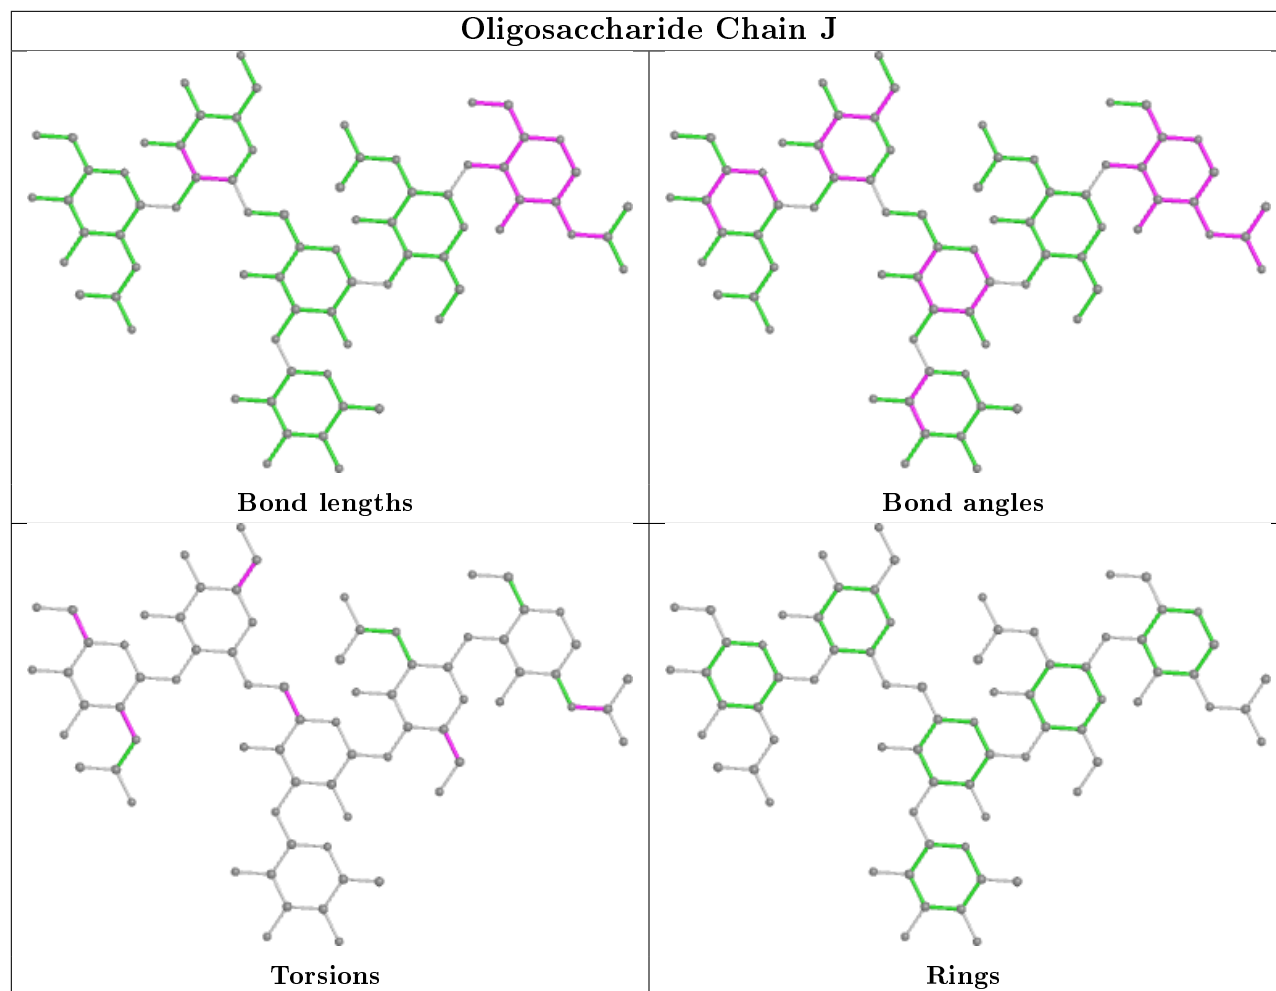 Oligosaccharide Chain J
Bond lengths
Bond angles
Torsions
Rings